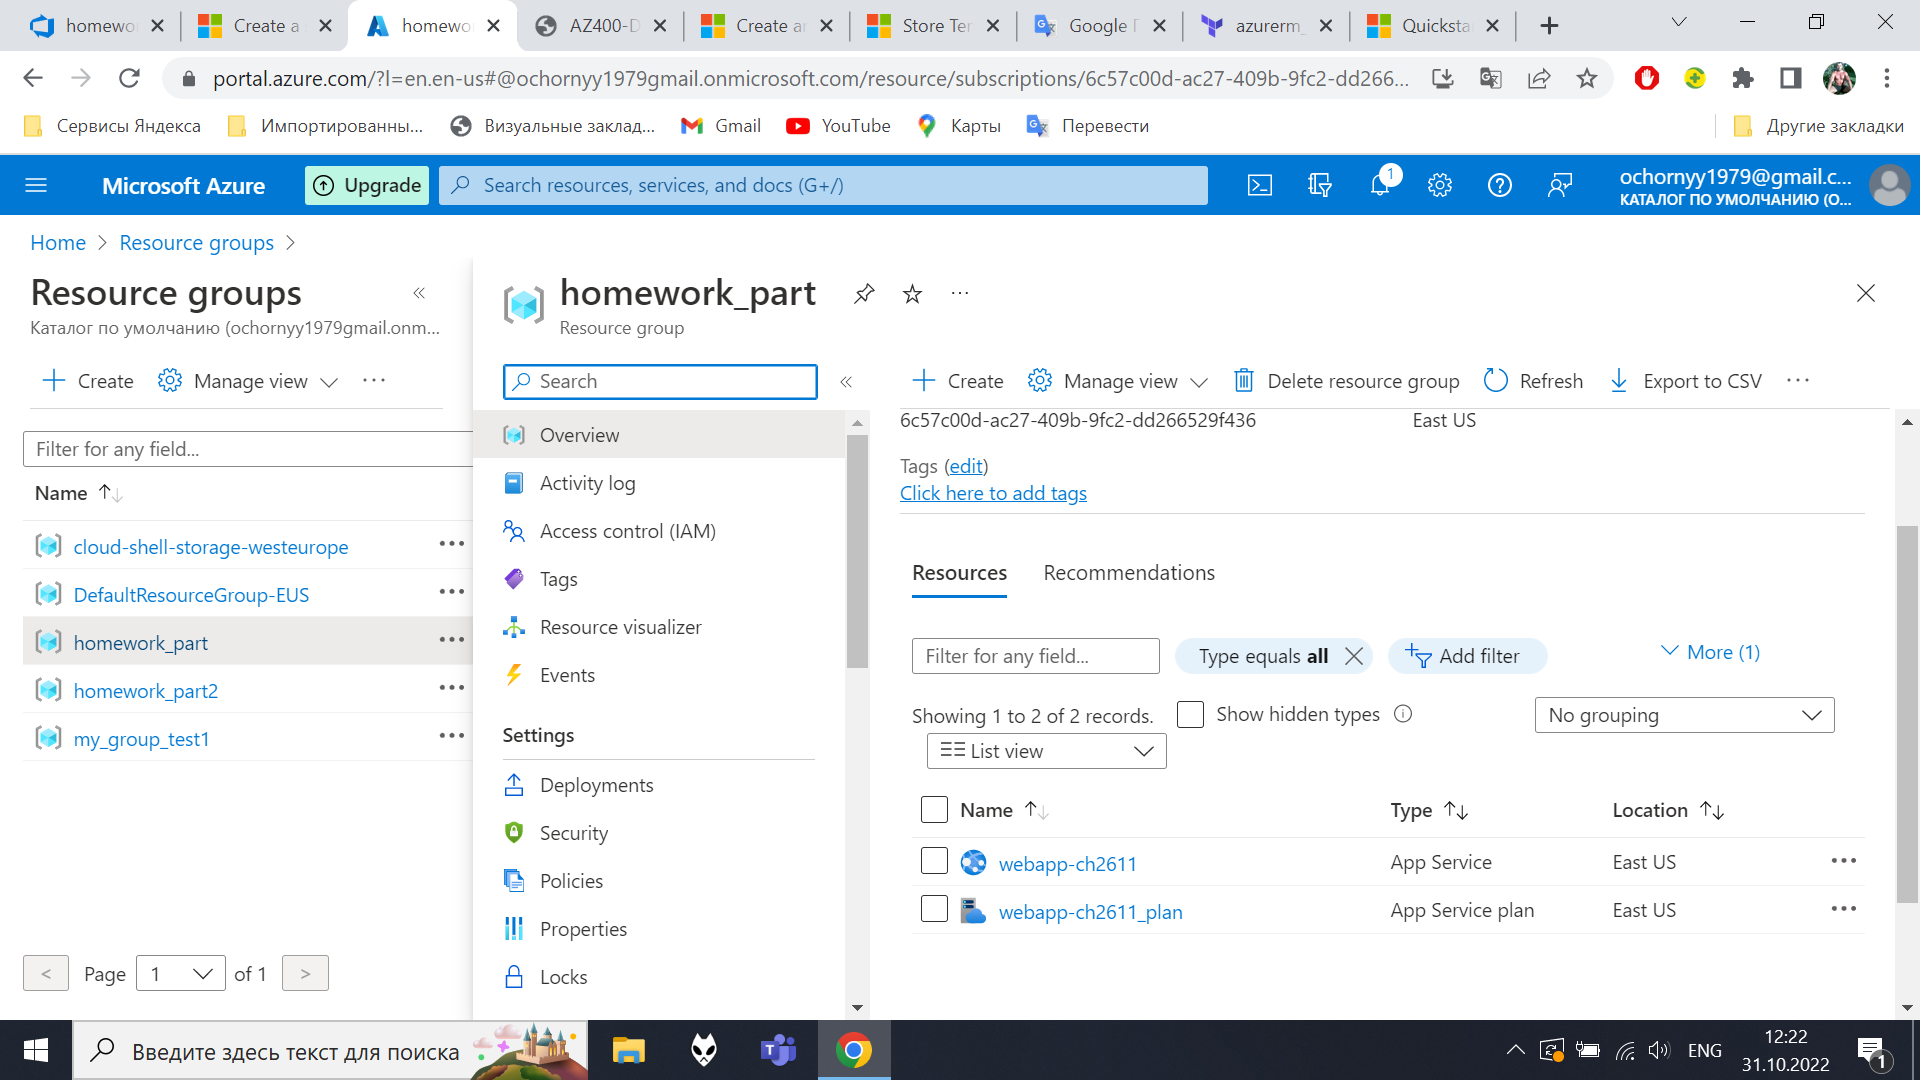 homewo
Create a
homewo
AZ400-D
Create an
Store Ter
Google П
azurerm_
Quicksta
portal.azure.com/?l=en.en-us#@ochornyy1979gmail.onmicrosoft.com/resource/subscriptions/6c57c00d-ac27-409b-9fc2-dd266...
Сервисы Яндекса
Импортированны...
Визуальные заклад...
Gmail
YouTube
Карты
Перевести
Другие закладки
Microsoft Azure
Upgrade
Search resources, services, and docs (G+/)
1
ochornyy1979@gmail.c...
КАТАЛОГ ПО УМОЛЧАНИЮ (O...
Home > Resource groups >
Resource groups
Каталог по умолчанию (ochornyy1979gmail.onm...
Create
Manage view
Filter for any field...
Name
cloud-shell-storage-westeurope
DefaultResourceGroup-EUS
homework_part
homework_part2
my_group_test1
< Page 1 of 1 >
homework_part
Resource group
Search
Overview
Activity log
Access control (IAM)
Tags
Resource visualizer
Events
Settings
Deployments
Security
Policies
Properties
Locks
Create
Manage view
Delete resource group
Refresh
Export to CSV
6c57c00d-ac27-409b-9fc2-dd266529f436
East US
Tags (edit)
Click here to add tags
Resources
Recommendations
Filter for any field...
Type equals all
Add filter
More (1)
Showing 1 to 2 of 2 records.
Show hidden types
No grouping
List view
Name Type Location
webapp-ch2611 App Service East US
webapp-ch2611_plan App Service plan East US
Введите здесь текст для поиска
ENG
12:22
31.10.2022
1